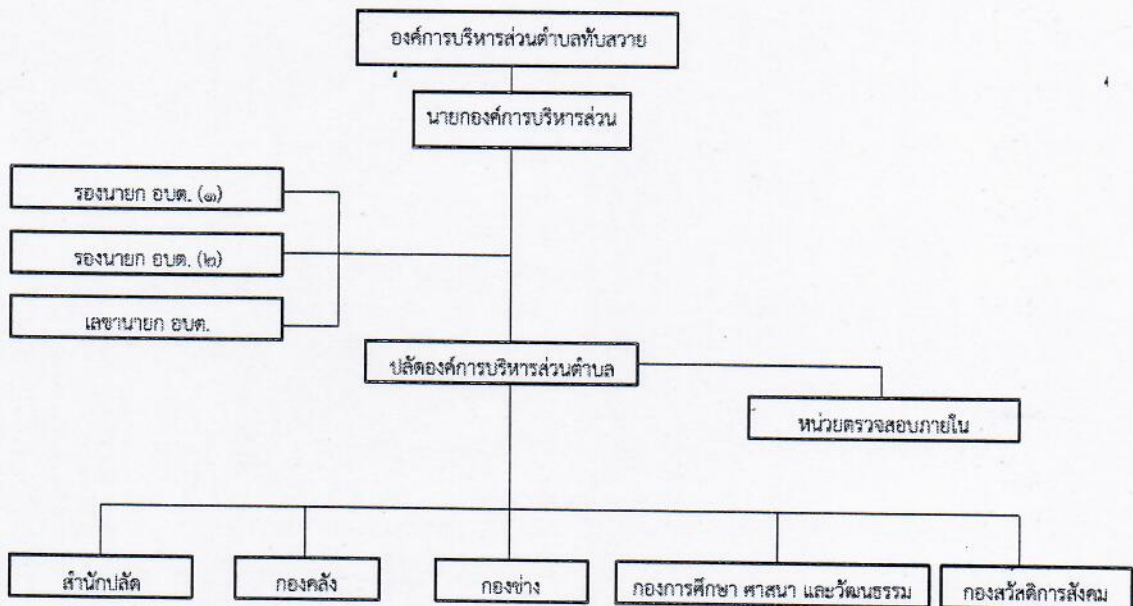 องค์การบริหารส่วนตำบลทับสวาย
นายกองค์การบริหารส่วน
รองนายก อบต. (๑)
รองนายก อบต. (๒)
เลขานายก อบต.
ปลัดองค์การบริหารส่วนตำบล
หน่วยตรวจสอบภายใน
สำนักปลัด
กองคลัง
กองช่าง
กองการศึกษา ศาสนา และวัฒนธรรม
กองสวัสดิการสังคม